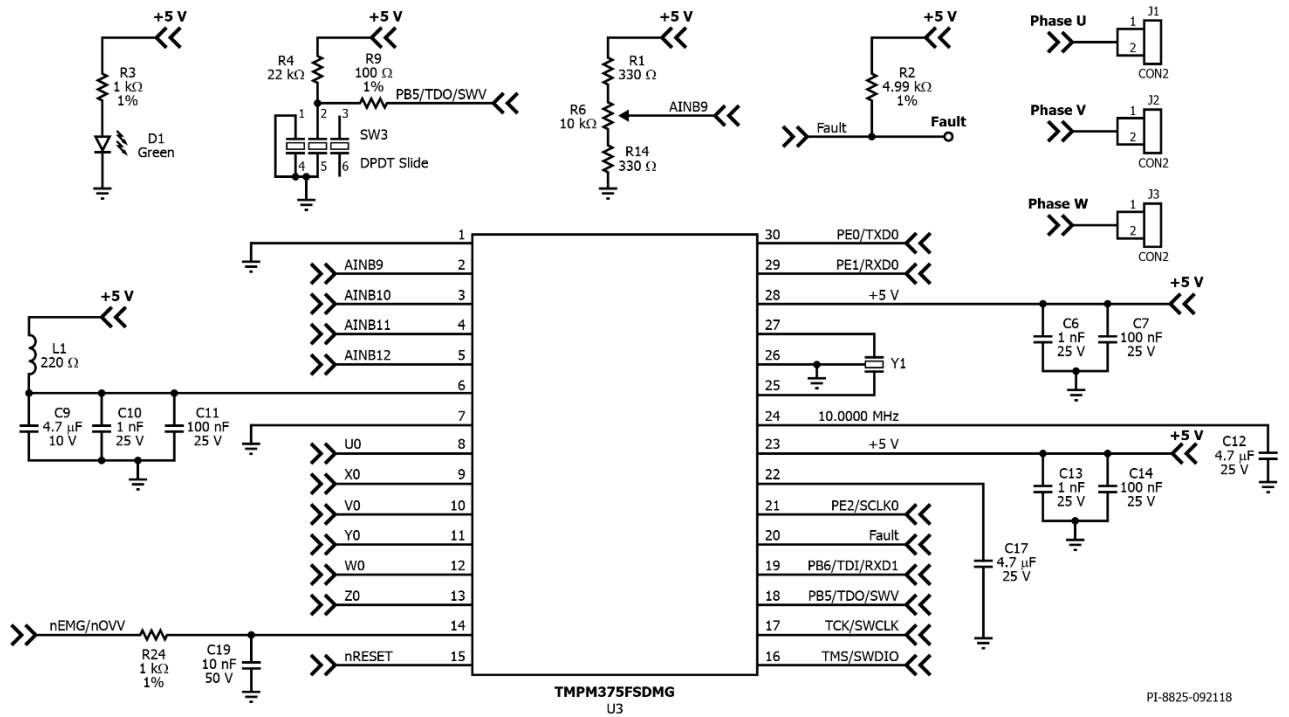 +5 V
R3
1 kΩ
1%
D1
Green
+5 V
R4
22 kΩ
R9
100 Ω
1%
PB5/TDO/SWV
1
2
3
SW3
4
5
6
DPDT Slide
+5 V
R1
330 Ω
R6
10 kΩ
AINB9
R14
330 Ω
+5 V
R2
4.99 kΩ
1%
Fault
Fault
Phase U
J1
1
2
CON2
Phase V
J2
1
2
CON2
Phase W
J3
1
2
CON2
1
AINB9
2
AINB10
3
AINB11
4
AINB12
5
6
7
U0
8
X0
9
V0
10
Y0
11
W0
12
Z0
13
14
nRESET
15
+5 V
L1
220 Ω
C9
4.7 μF
10 V
C10
1 nF
25 V
C11
100 nF
25 V
nEMG/nOVV
R24
1 kΩ
1%
C19
10 nF
50 V
30
PE0/TXD0
29
PE1/RXD0
28
+5 V
27
26
25
Y1
24
10.0000 MHz
23
+5 V
22
21
PE2/SCLK0
20
Fault
19
PB6/TDI/RXD1
18
PB5/TDO/SWV
17
TCK/SWCLK
16
TMS/SWDIO
+5 V
C6
1 nF
25 V
C7
100 nF
25 V
+5 V
C12
4.7 μF
25 V
C13
1 nF
25 V
C14
100 nF
25 V
C17
4.7 μF
25 V
TMPM375FSDMG
U3
PI-8825-092118